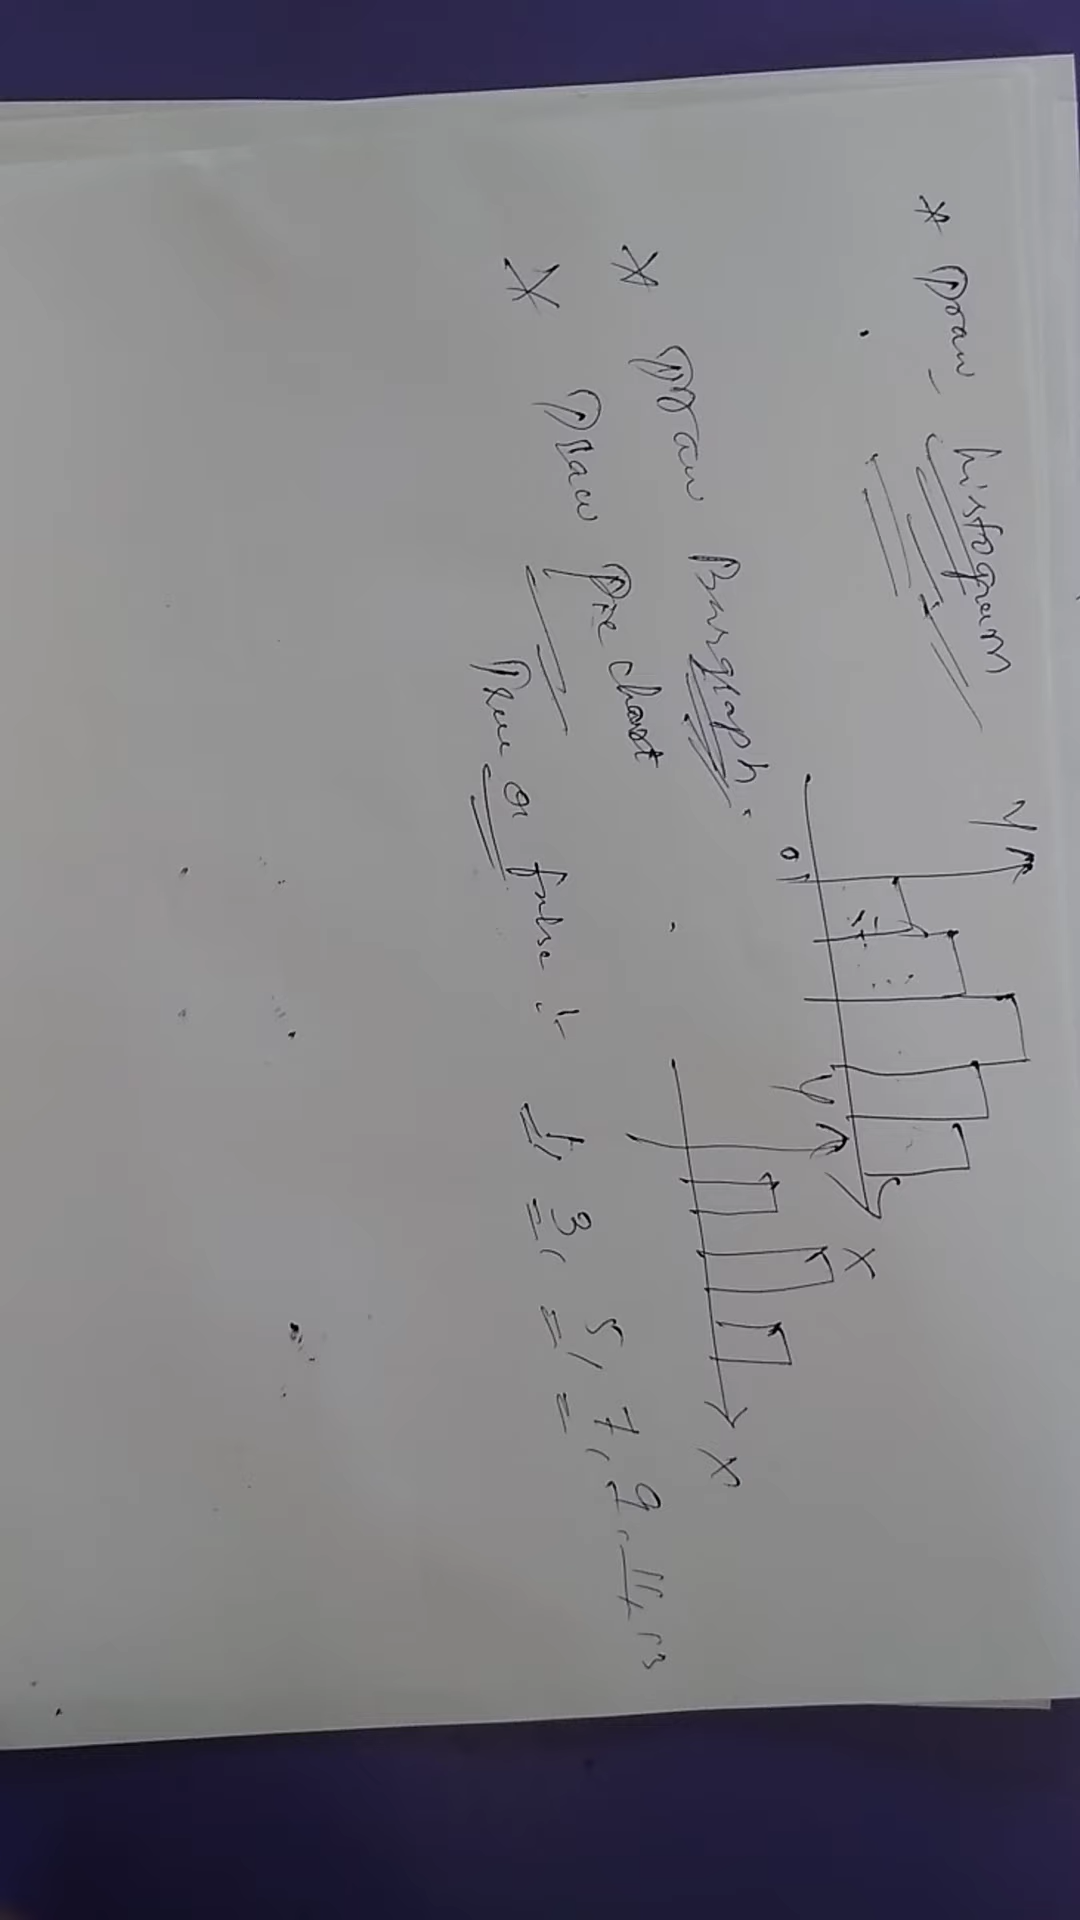 * Draw - histogram
Y
0
X
* Draw Bargraph.
Y
X
* Draw Pie chart
True or false :- 1, 3, 5, 7, 9, 11, 13